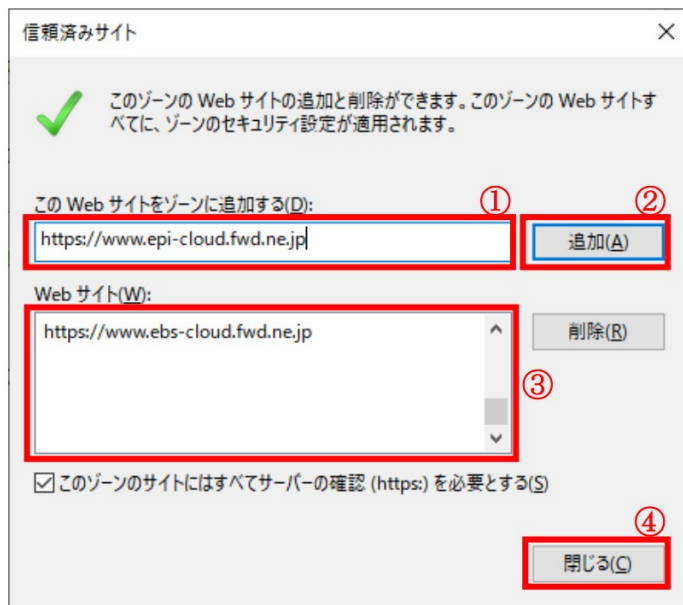 信頼済みサイト
このゾーンの Web サイトの追加と削除ができます。このゾーンの Web サイトす
べてに、ゾーンのセキュリティ設定が適用されます。
この Web サイトをゾーンに追加する(D):
①
②
https://www.epi-cloud.fwd.ne.jp
追加(A)
Web サイト(W):
https://www.ebs-cloud.fwd.ne.jp
削除(R)
③
このゾーンのサイトにはすべてサーバーの確認 (https:) を必要とする(S)
④
閉じる(C)